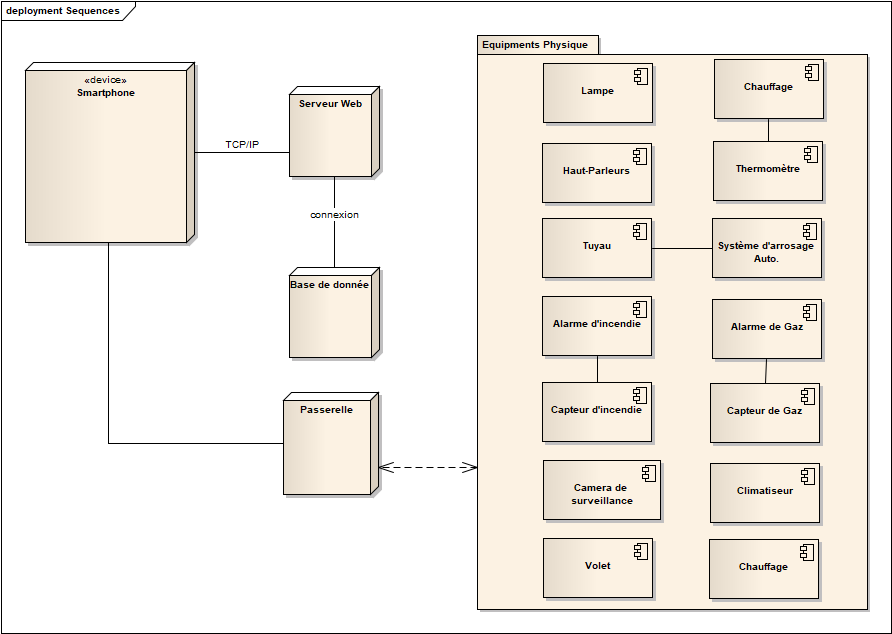 deployment Sequences
«device»
Smartphone
TCP/IP
Serveur Web
connexion
Base de donnée
Passerelle
Equipments Physique
Lampe
Chauffage
Haut-Parleurs
Thermomètre
Tuyau
Système d'arrosage
Auto.
Alarme d'incendie
Alarme de Gaz
Capteur d'incendie
Capteur de Gaz
Camera de
surveillance
Climatiseur
Volet
Chauffage